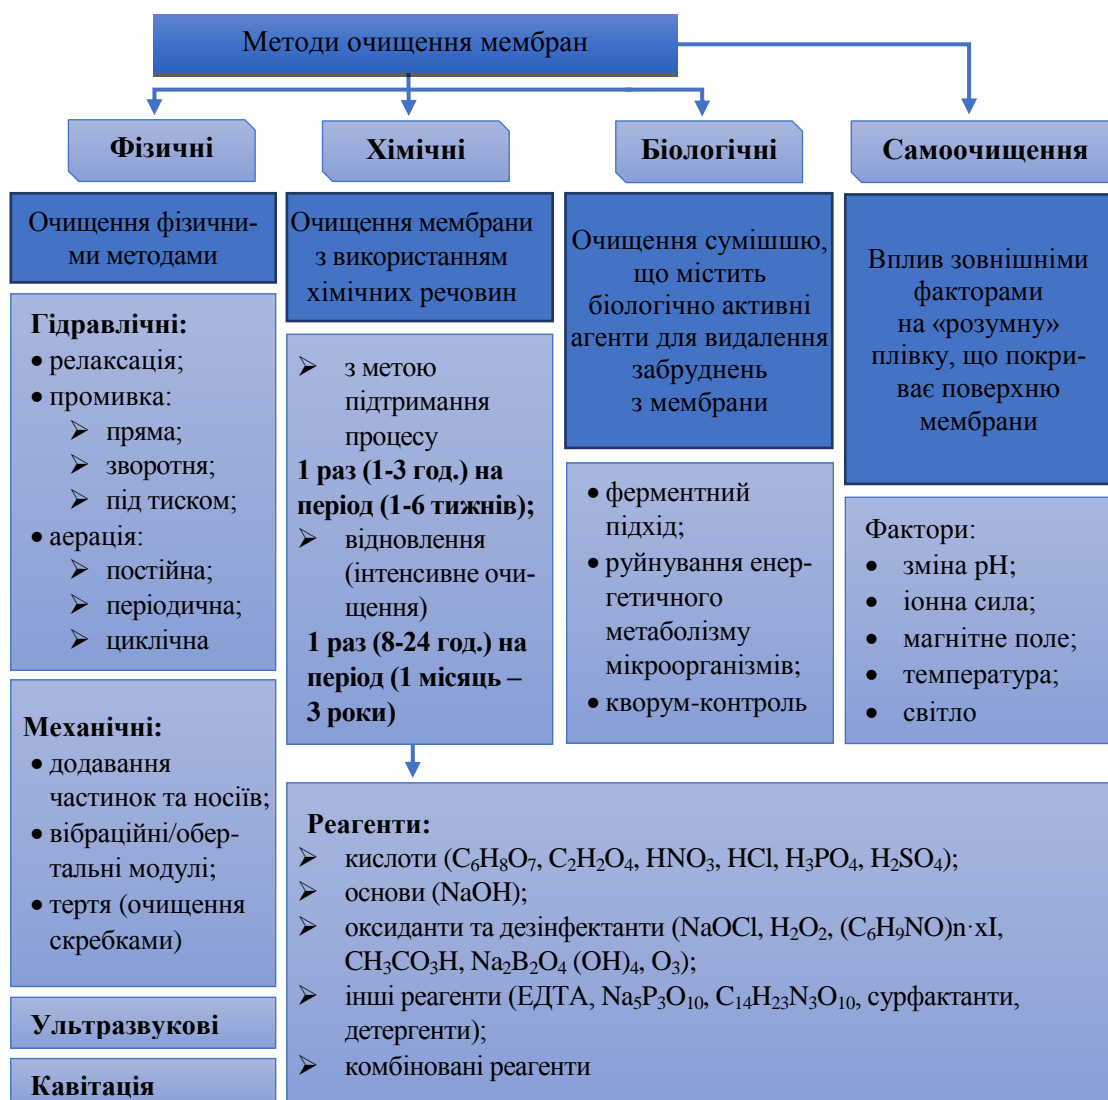 Методи очищення мембран
Фізичні
Хімічні
Біологічні
Самоочищення
Очищення фізични-
ми методами
Очищення мембрани
з використанням
хімічних речовин
Очищення сумішшю,
що містить
біологічно активні
агенти для видалення
забруднень
з мембрани
Вплив зовнішніми
факторами
на «розумну»
плівку, що покри-
ває поверхню
мембрани
Гідравлічні:
• релаксація;
• промивка:
➢ пряма;
➢ зворотня;
➢ під тиском;
• аерація:
➢ постійна;
➢ періодична;
➢ циклічна
➢ з метою
підтримання
процесу
1 раз (1-3 год.) на
період (1-6 тижнів);
➢ відновлення
(інтенсивне очи-
щення)
1 раз (8-24 год.) на
період (1 місяць –
3 роки)
• ферментний
підхід;
• руйнування енер-
гетичного
метаболізму
мікроорганізмів;
• кворум-контроль
Фактори:
• зміна рН;
• іонна сила;
• магнітне поле;
• температура;
• світло
Механічні:
• додавання
частинок та носіїв;
• вібраційні/обер-
тальні модулі;
• тертя (очищення
скребками)
Ультразвукові
Кавітація
Реагенти:
➢ кислоти (C₆H₈O₇, C₂H₂O₄, HNO₃, HCl, H₃PO₄, H₂SO₄);
➢ основи (NaOH);
➢ оксиданти та дезінфектанти (NaOCl, H₂O₂, (C₆H₉NO)n·xI,
CH₃CO₃H, Na₂B₂O₄ (OH)₄, O₃);
➢ інші реагенти (ЕДТА, Na₅P₃O₁₀, C₁₄H₂₃N₃O₁₀, сурфактанти,
детергенти);
➢ комбіновані реагенти